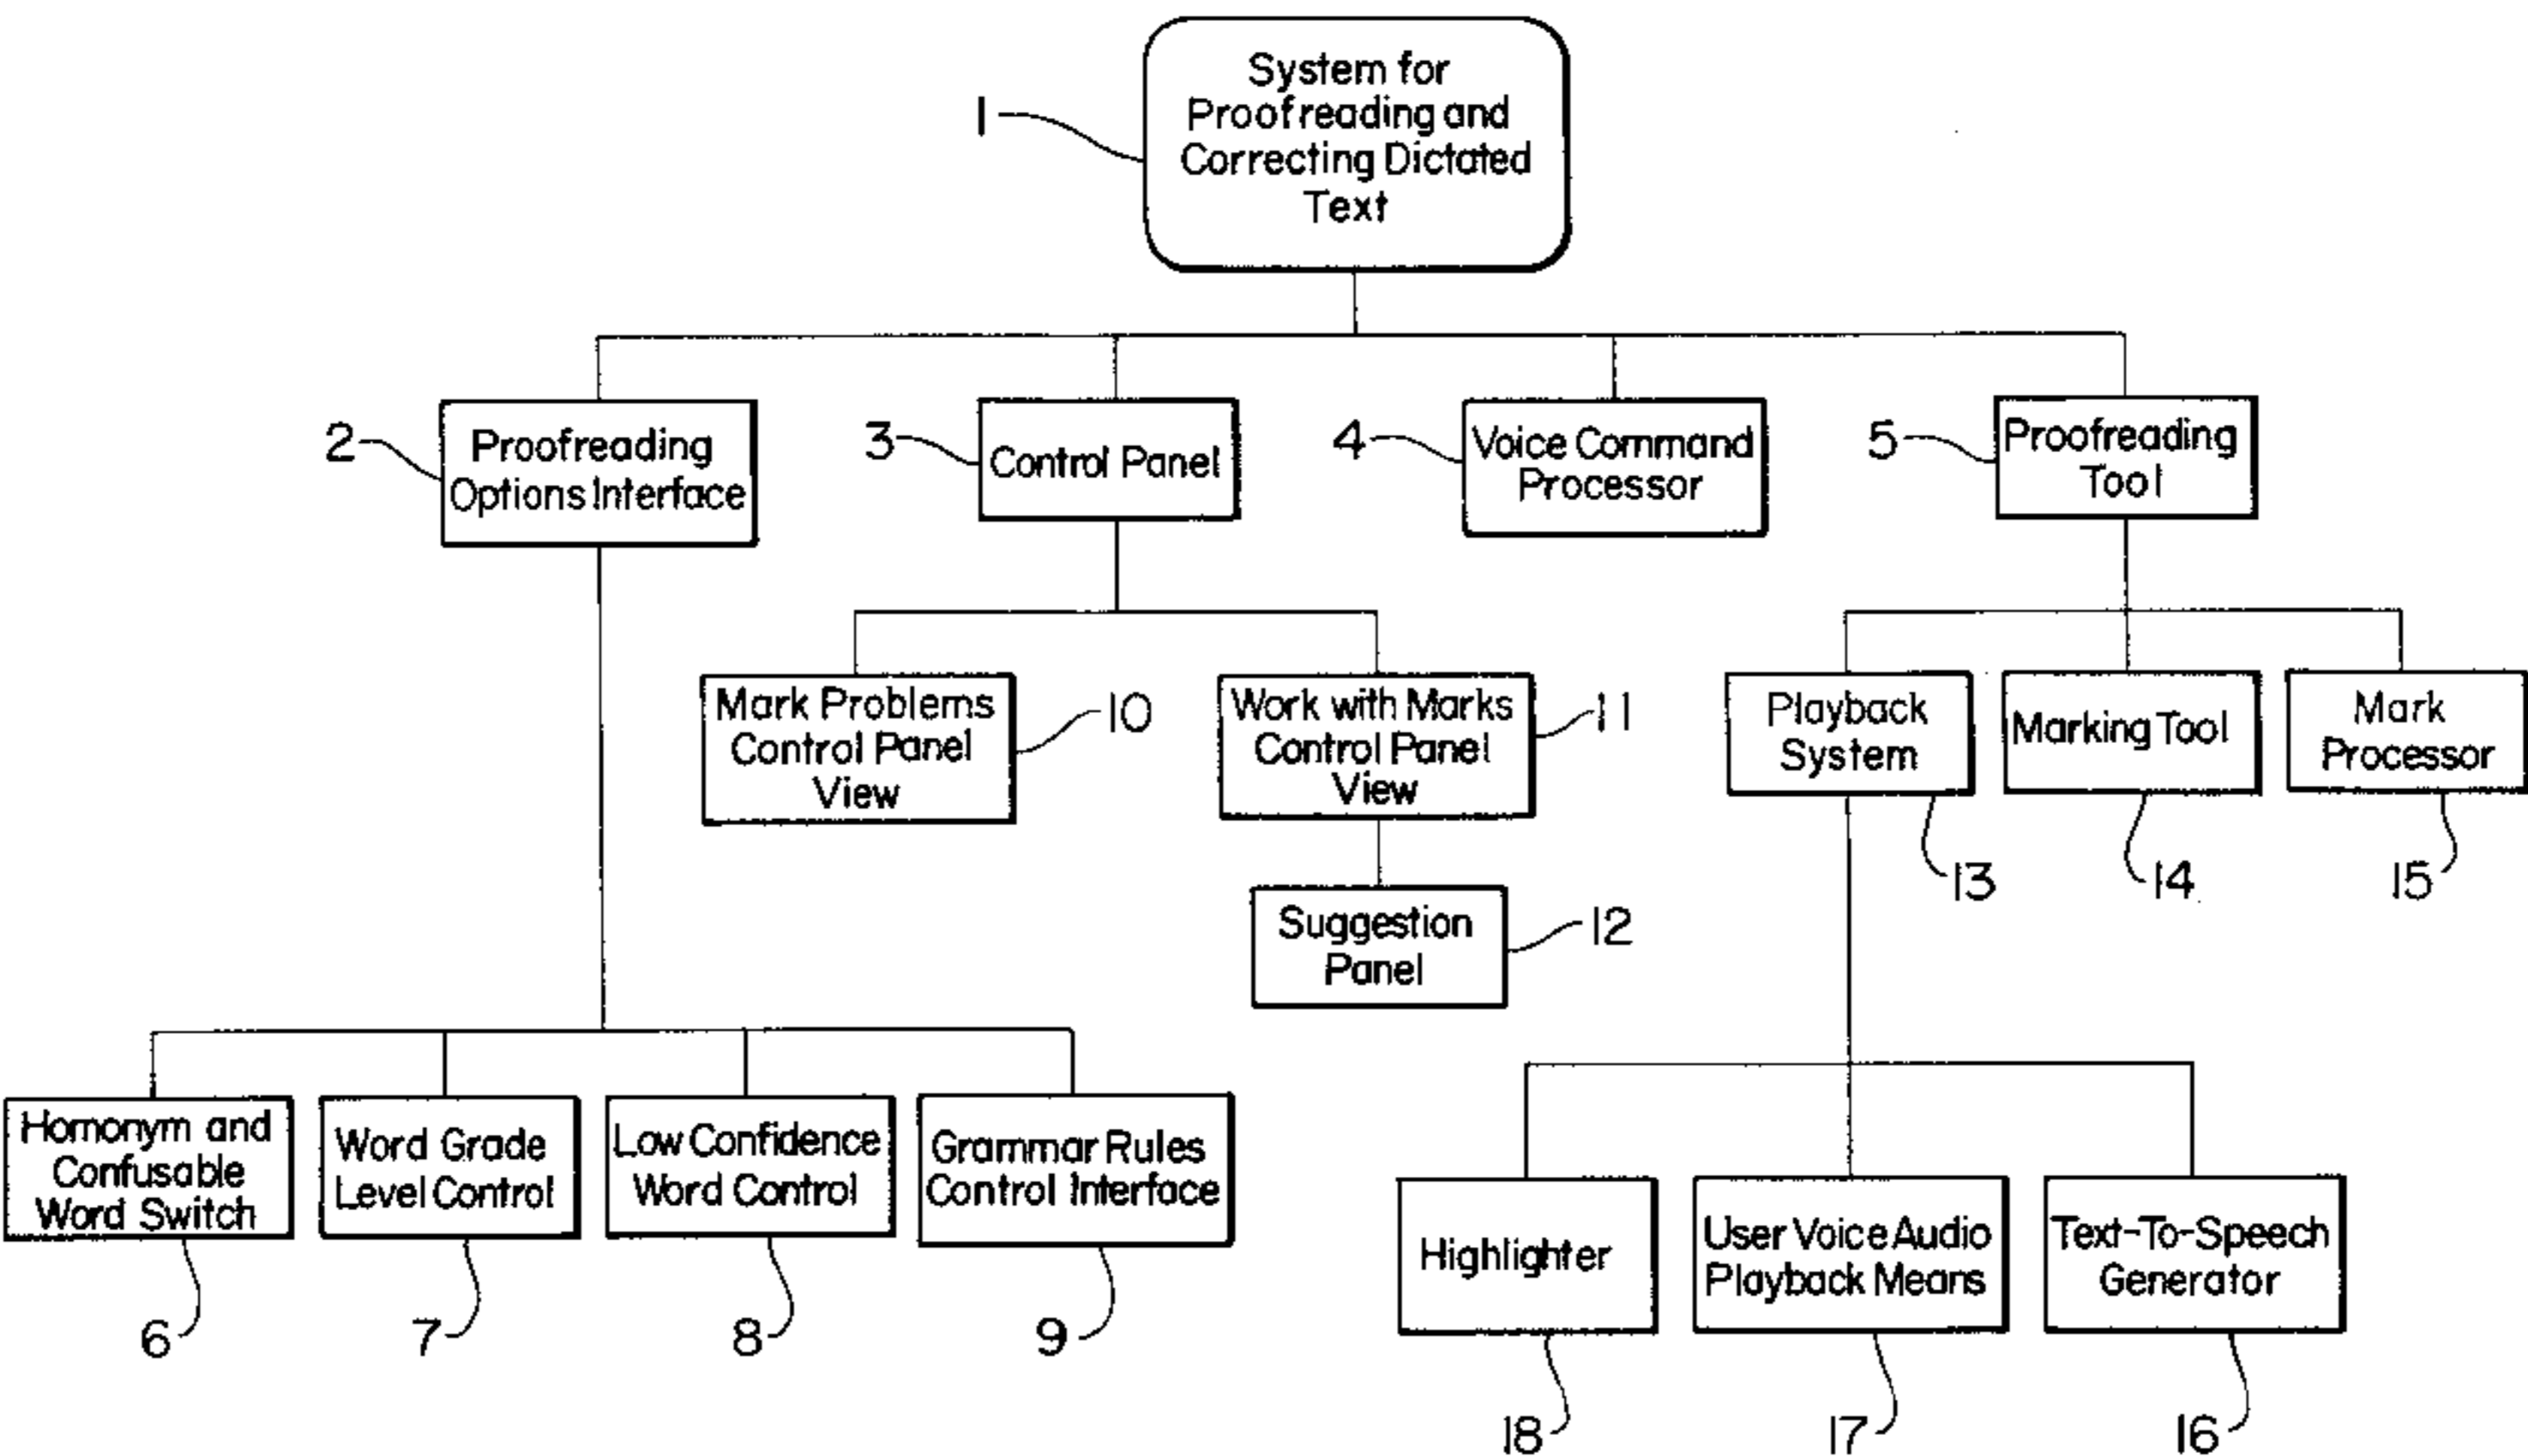 System for
Proofreading and
Correcting Dictated
Text
1
2
Proofreading
Options Interface
3
Control Panel
4
Voice Command
Processor
5
Proofreading
Tool
Mark Problems
Control Panel
View
10
Work with Marks
Control Panel
View
11
Playback
System
13
Marking Tool
14
Mark
Processor
15
Suggestion
Panel
12
Homonym and
Confusable
Word Switch
6
Word Grade
Level Control
7
Low Confidence
Word Control
8
Grammar Rules
Control Interface
9
Highlighter
18
User Voice Audio
Playback Means
17
Text-To-Speech
Generator
16